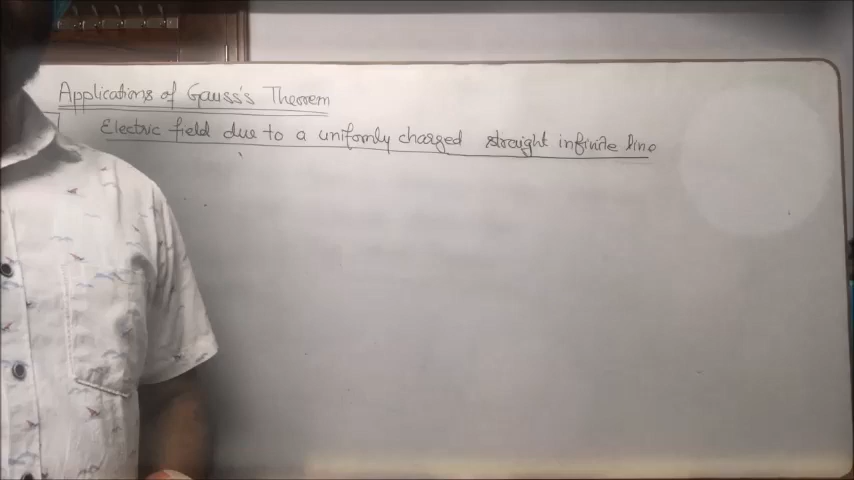 Applications of Gauss's Theorem
Electric field due to a uniformly charged straight infinite line